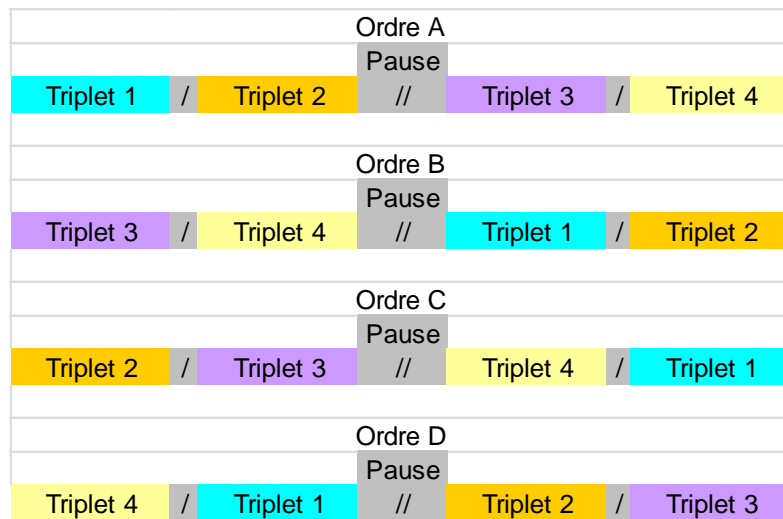 Ordre A
Pause
Triplet 1 / Triplet 2 // Triplet 3 / Triplet 4
Ordre B
Pause
Triplet 3 / Triplet 4 // Triplet 1 / Triplet 2
Ordre C
Pause
Triplet 2 / Triplet 3 // Triplet 4 / Triplet 1
Ordre D
Pause
Triplet 4 / Triplet 1 // Triplet 2 / Triplet 3